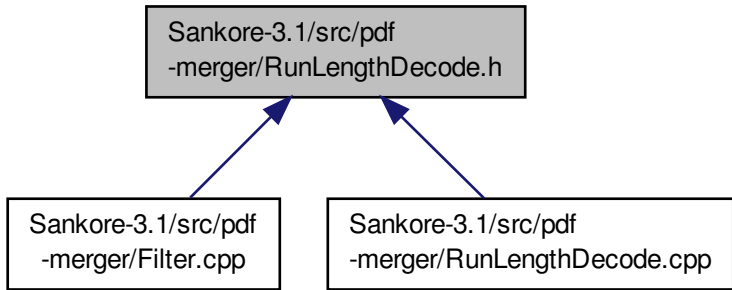 Sankore-3.1/src/pdf
-merger/RunLengthDecode.h
Sankore-3.1/src/pdf
-merger/Filter.cpp
Sankore-3.1/src/pdf
-merger/RunLengthDecode.cpp